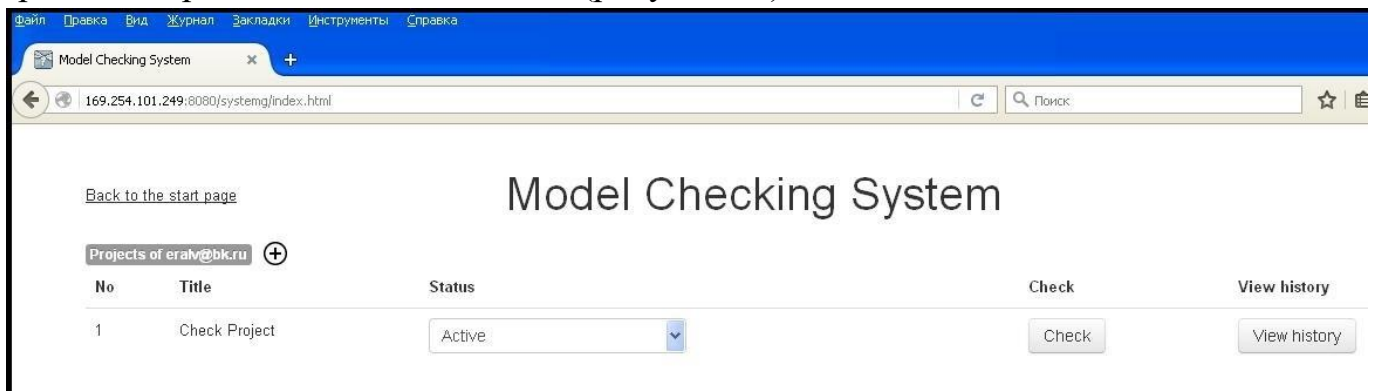 Файл Правка Вид Журнал Закладки Инструменты Справка
Model Checking System × +
169.254.101.249:8080/systemg/index.html Поиск
Back to the start page
Model Checking System
Projects of eralv@bk.ru
No Title Status Check View history
1 Check Project Active Check View history